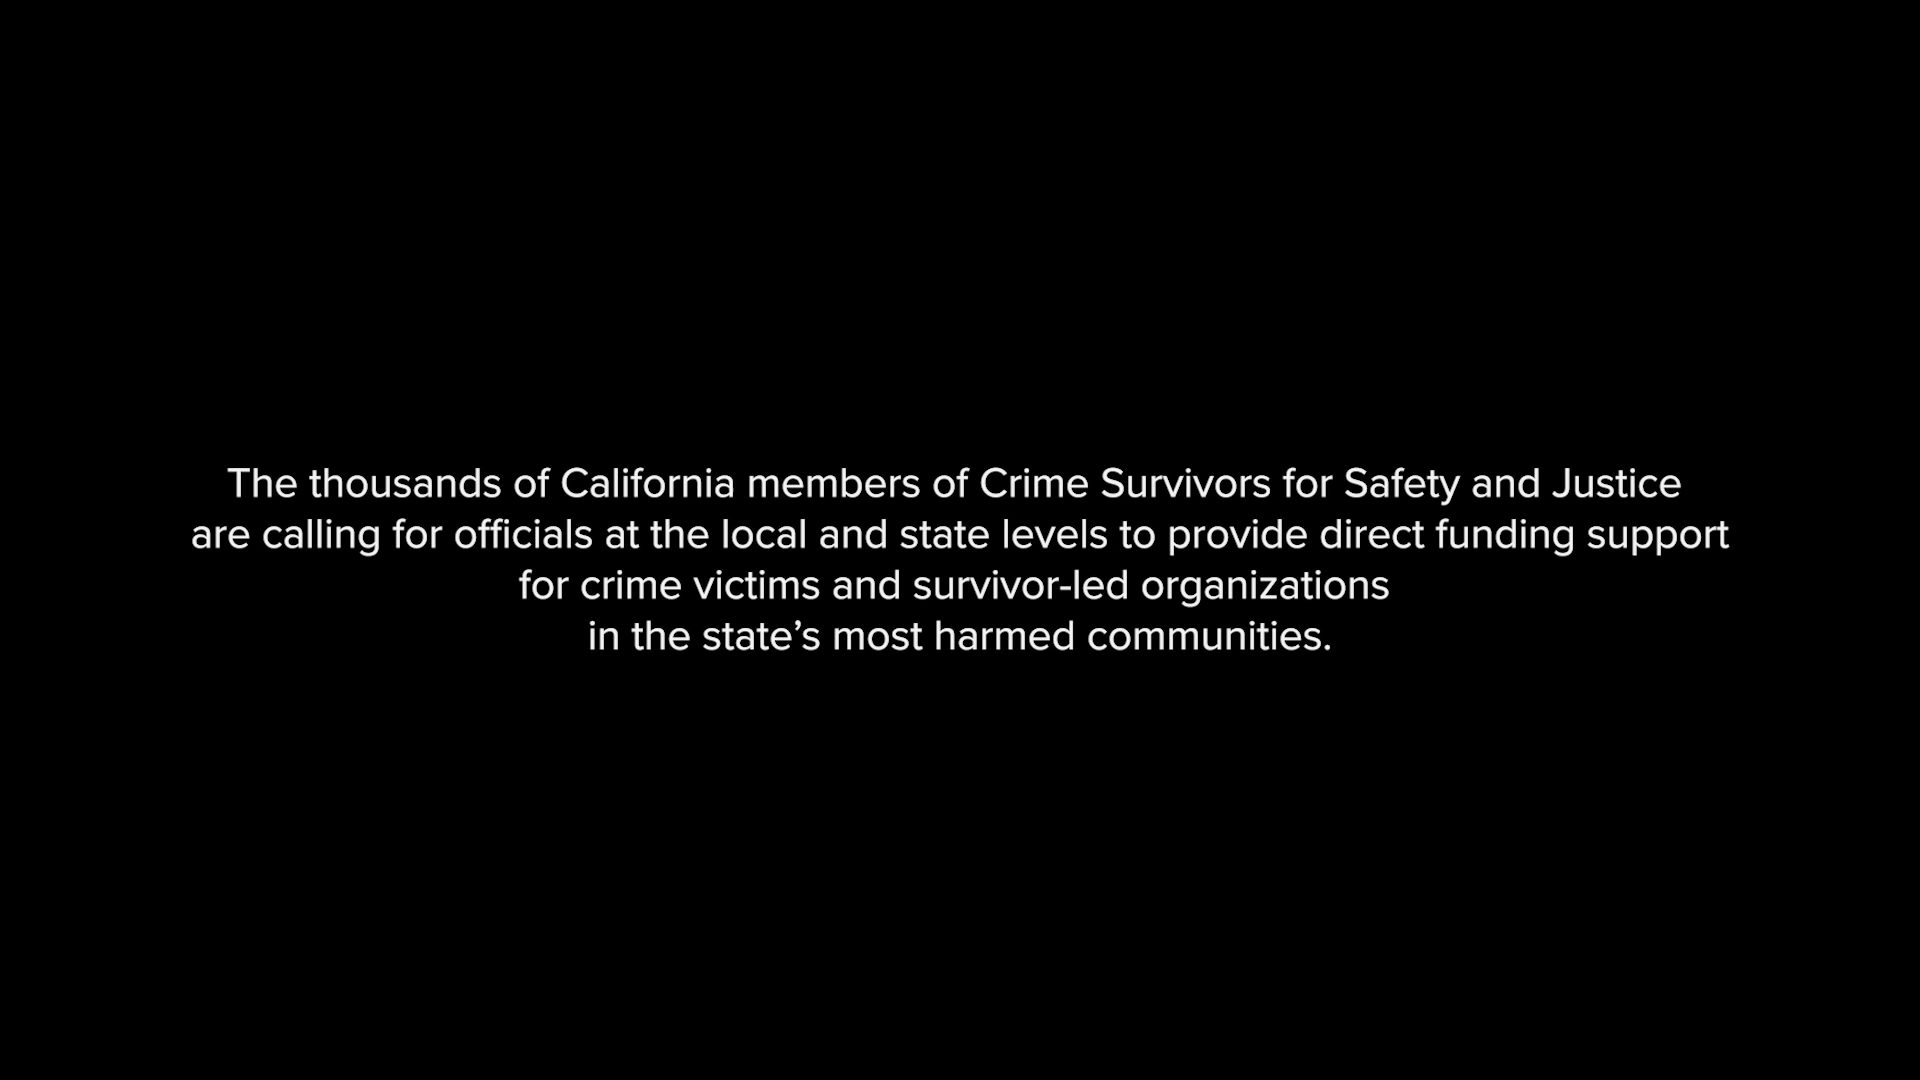 The thousands of California members of Crime Survivors for Safety and Justice
are calling for officials at the local and state levels to provide direct funding support
for crime victims and survivor-led organizations
in the state’s most harmed communities.